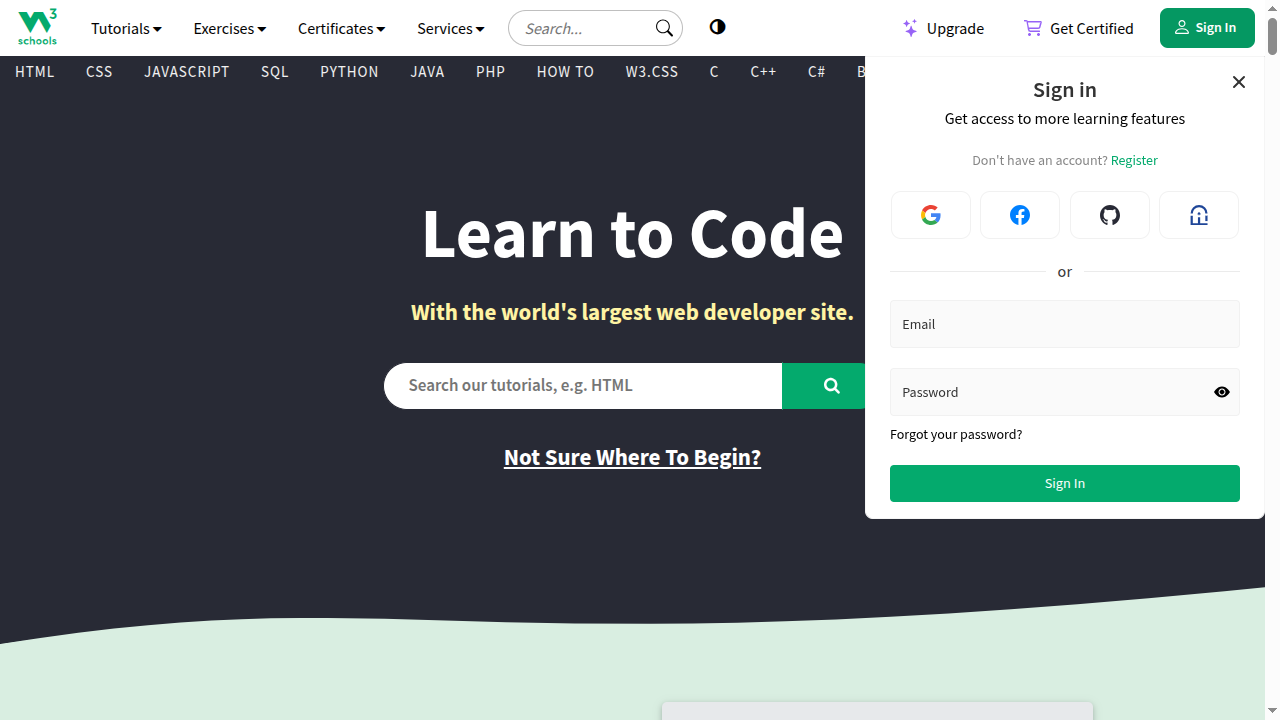 3
schools
Tutorials
Exercises
Certificates
Services
Search...
Upgrade
Get Certified
Sign In
HTML
CSS
JAVASCRIPT
SQL
PYTHON
JAVA
PHP
HOW TO
W3.CSS
C
C++
C#
B
Sign in
Get access to more learning features
Don't have an account? Register
or
Email
Password
Forgot your password?
Sign In
Learn to Code
With the world's largest web developer site.
Search our tutorials, e.g. HTML
Not Sure Where To Begin?